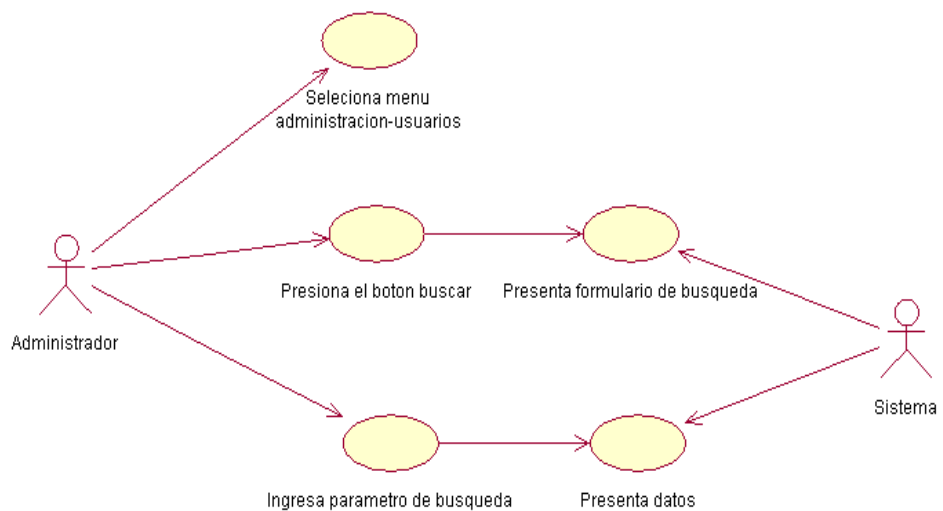 Seleciona menu
administracion-usuarios
Presiona el boton buscar
Presenta formulario de busqueda
Administrador
Sistema
Ingresa parametro de busqueda
Presenta datos